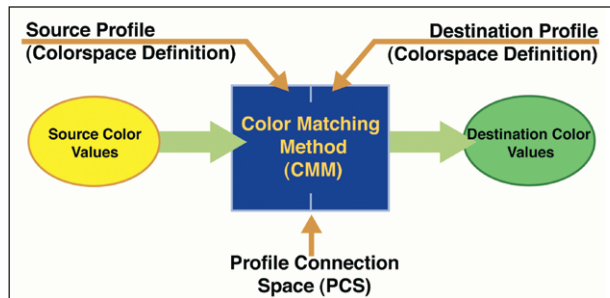 Source Profile
(Colorspace Definition)
Destination Profile
(Colorspace Definition)
Source Color
Values
Color Matching
Method
(CMM)
Destination Color
Values
Profile Connection
Space (PCS)